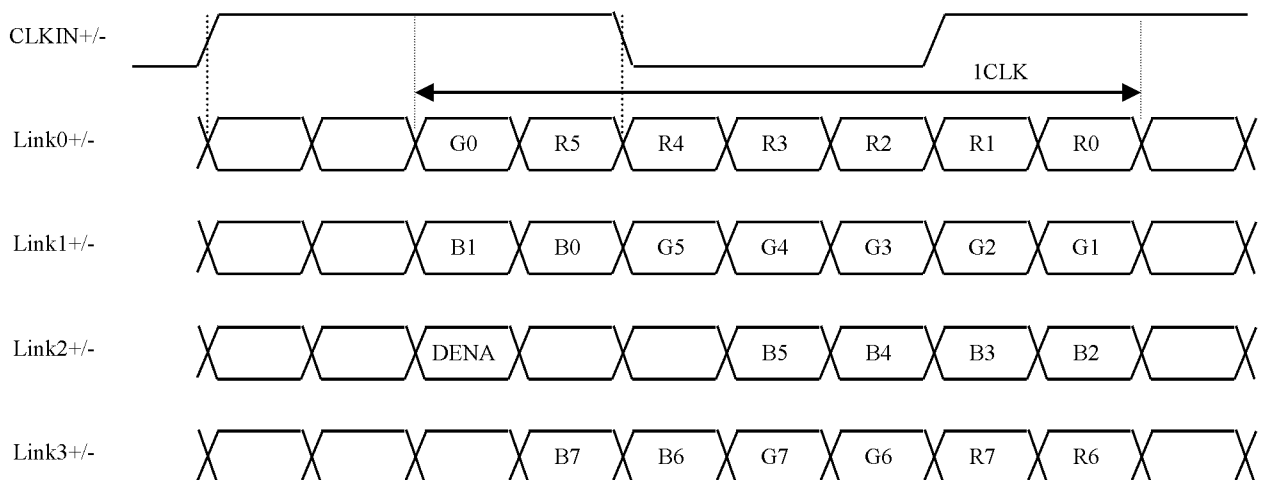 CLKIN+/-
1CLK
Link0+/- G0 R5 R4 R3 R2 R1 R0
Link1+/- B1 B0 G5 G4 G3 G2 G1
Link2+/- DENA B5 B4 B3 B2
Link3+/- B7 B6 G7 G6 R7 R6